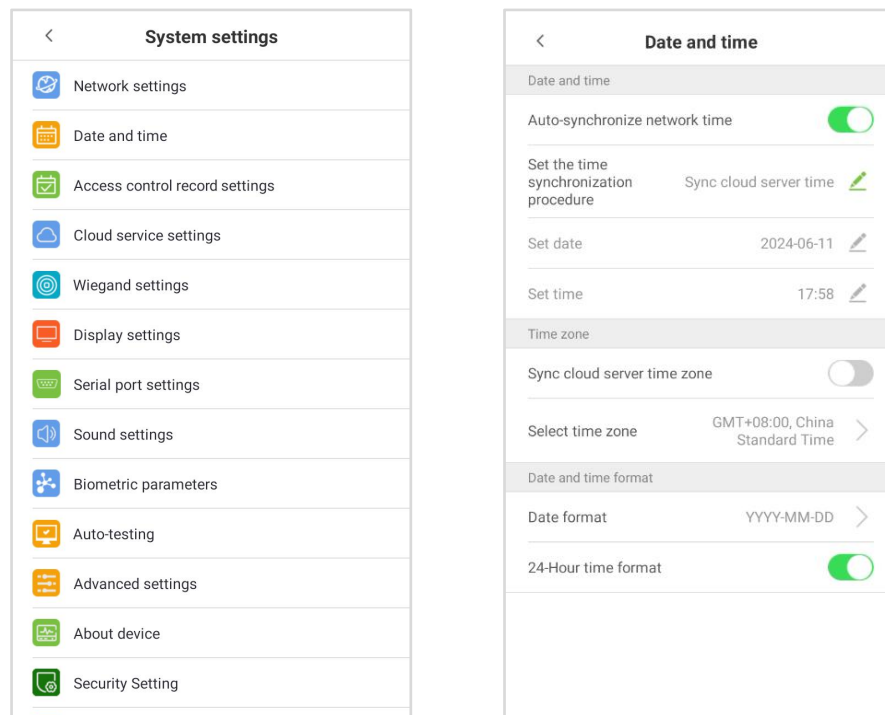 System settings
Network settings
Date and time
Access control record settings
Cloud service settings
Wiegand settings
Display settings
Serial port settings
Sound settings
Biometric parameters
Auto-testing
Advanced settings
About device
Security Setting
Date and time
Date and time
Auto-synchronize network time
Set the time
synchronization
procedure
Sync cloud server time
Set date
2024-06-11
Set time
17:58
Time zone
Sync cloud server time zone
Select time zone
GMT+08:00, China
Standard Time
Date and time format
Date format
YYYY-MM-DD
24-Hour time format